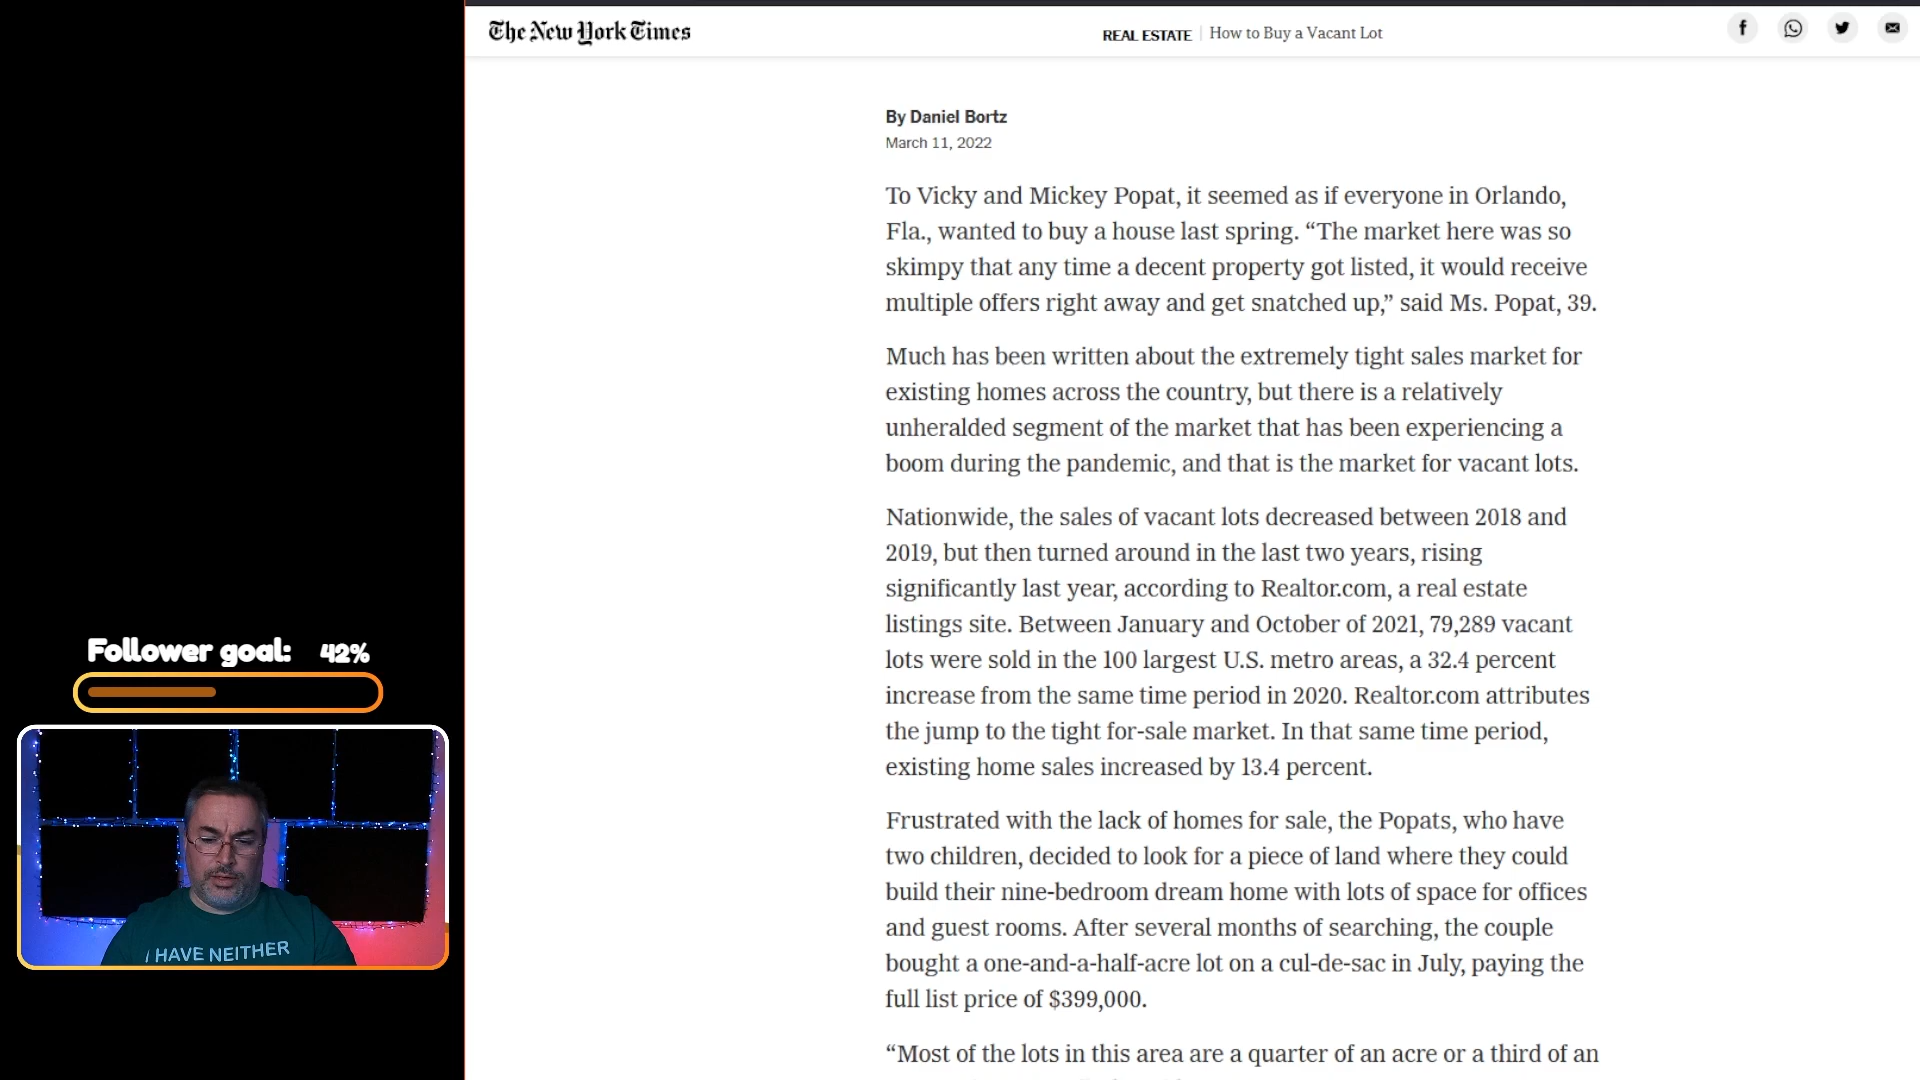 The New York Times
REAL ESTATE | How to Buy a Vacant Lot
By Daniel Bortz
March 11, 2022
To Vicky and Mickey Popat, it seemed as if everyone in Orlando,
Fla., wanted to buy a house last spring. “The market here was so
skimpy that any time a decent property got listed, it would receive
multiple offers right away and get snatched up,” said Ms. Popat, 39.
Much has been written about the extremely tight sales market for
existing homes across the country, but there is a relatively
unheralded segment of the market that has been experiencing a
boom during the pandemic, and that is the market for vacant lots.
Nationwide, the sales of vacant lots decreased between 2018 and
2019, but then turned around in the last two years, rising
significantly last year, according to Realtor.com, a real estate
listings site. Between January and October of 2021, 79,289 vacant
lots were sold in the 100 largest U.S. metro areas, a 32.4 percent
increase from the same time period in 2020. Realtor.com attributes
the jump to the tight for-sale market. In that same time period,
existing home sales increased by 13.4 percent.
Frustrated with the lack of homes for sale, the Popats, who have
two children, decided to look for a piece of land where they could
build their nine-bedroom dream home with lots of space for offices
and guest rooms. After several months of searching, the couple
bought a one-and-a-half-acre lot on a cul-de-sac in July, paying the
full list price of $399,000.
“Most of the lots in this area are a quarter of an acre or a third of an
Follower goal: 42%
I HAVE NEITHER